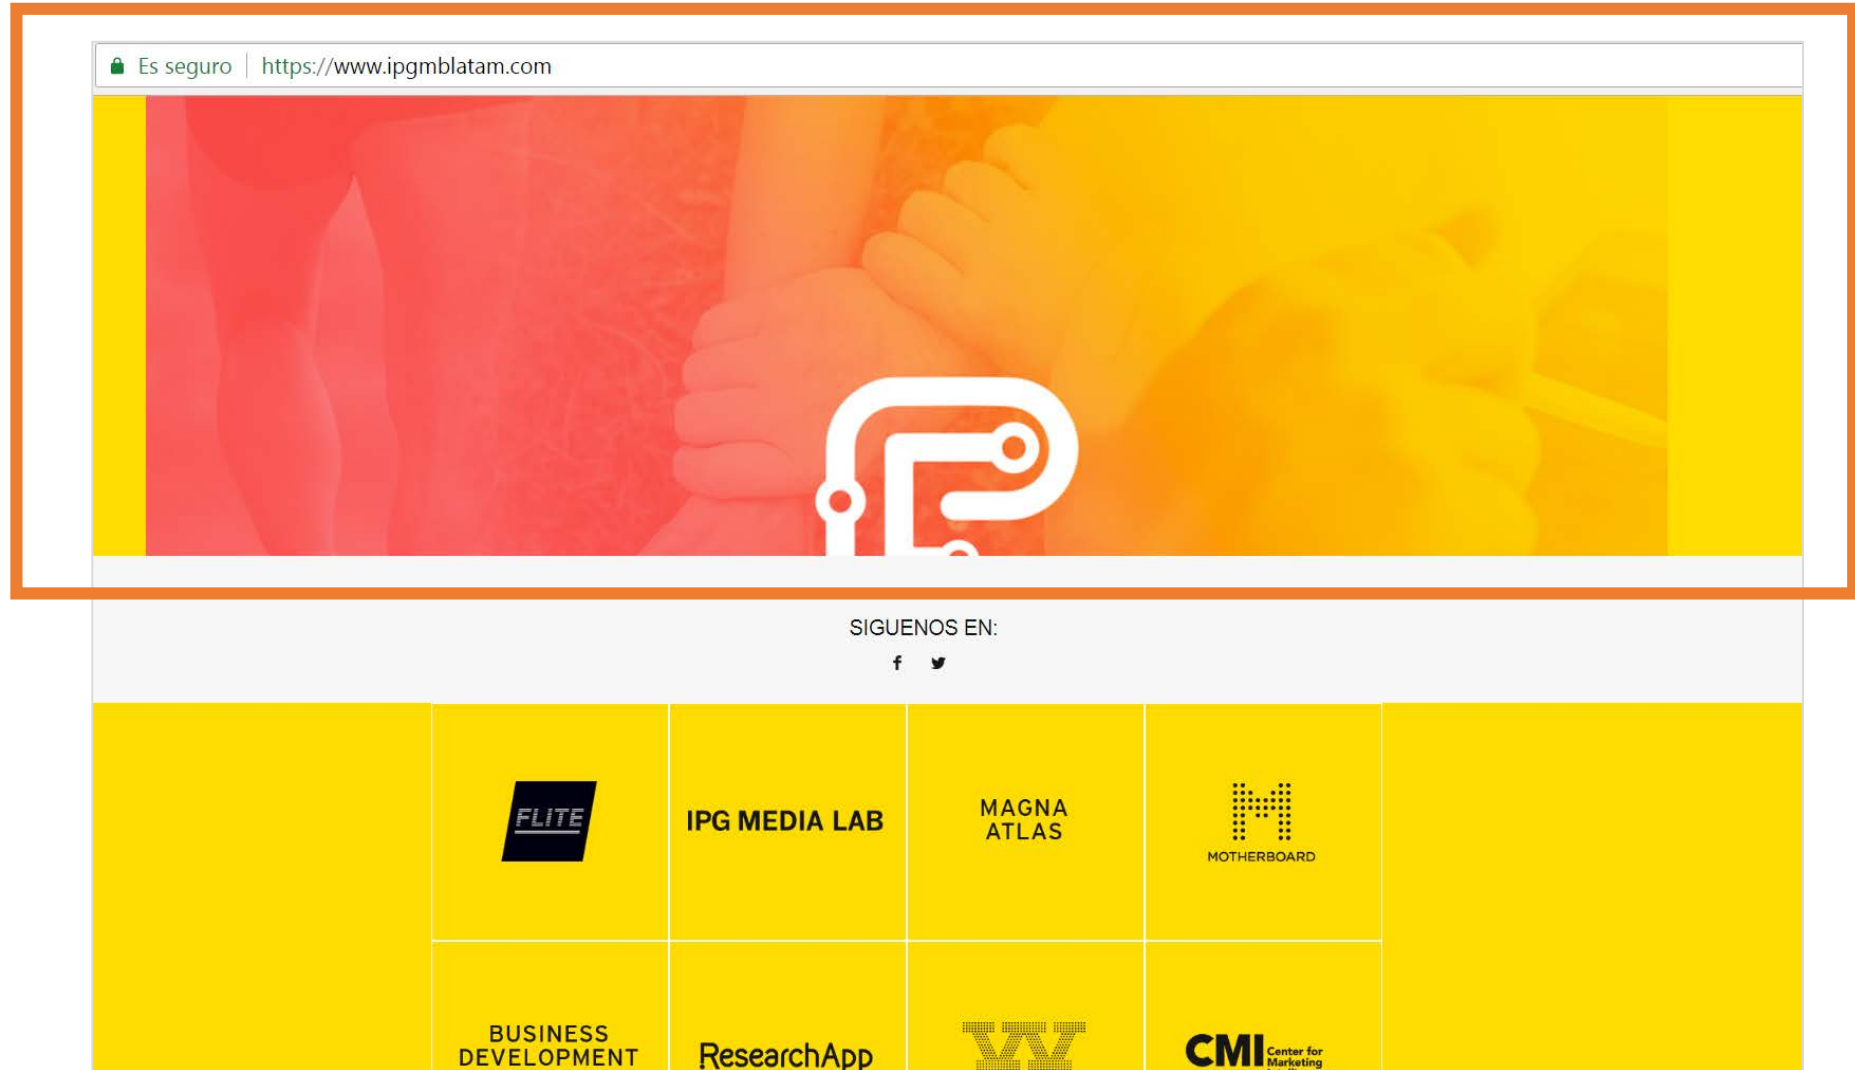 Es seguro | https://www.ipgmblatam.com
SIGUENOS EN:
FLITE
IPG MEDIA LAB
MAGNA
ATLAS
MOTHERBOARD
BUSINESS
DEVELOPMENT
ResearchApp
CMI Center for
Marketing